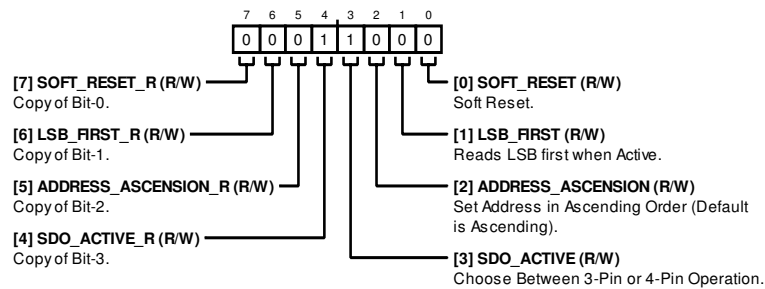 7 6 5 4 3 2 1 0
0 0 0 1 1 0 0 0
[7] SOFT_RESET_R (R/W)
Copy of Bit-0.
[6] LSB_FIRST_R (R/W)
Copy of Bit-1.
[5] ADDRESS_ASCENSION_R (R/W)
Copy of Bit-2.
[4] SDO_ACTIVE_R (R/W)
Copy of Bit-3.
[0] SOFT_RESET (R/W)
Soft Reset.
[1] LSB_FIRST (R/W)
Reads LSB first when Active.
[2] ADDRESS_ASCENSION (R/W)
Set Address in Ascending Order (Default
is Ascending).
[3] SDO_ACTIVE (R/W)
Choose Between 3-Pin or 4-Pin Operation.